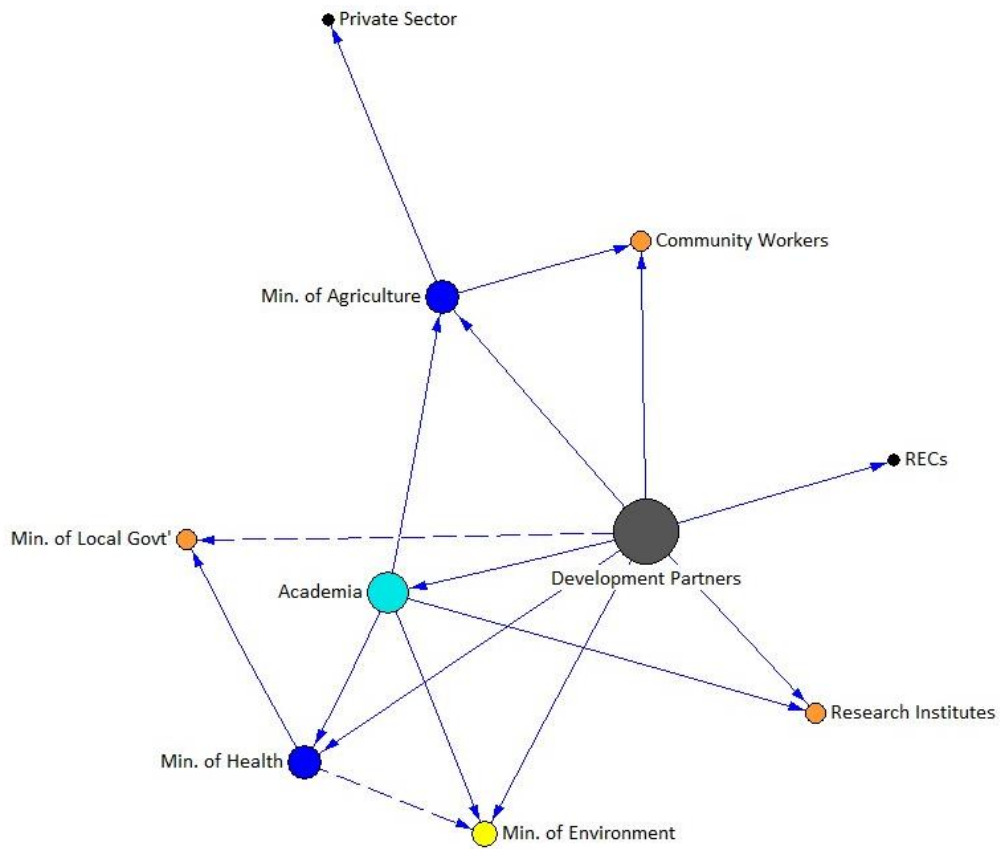 Private Sector
Community Workers
Min. of Agriculture
RECs
Min. of Local Govt'
Development Partners
Academia
Research Institutes
Min. of Health
Min. of Environment